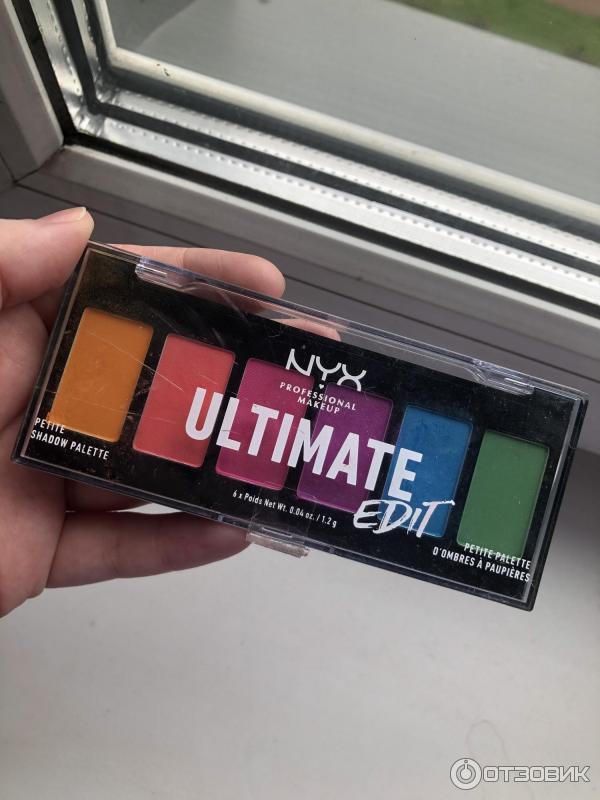 NYX
PROFESSIONAL
MAKEUP
ULTIMATE
EDIT
PETITE
SHADOW PALETTE
6 x Poids Net Wt. 0.04 oz. / 1.2 g
PETITE PALETTE
D'OMBRES À PAUPIÈRES
ОТЗОВИК